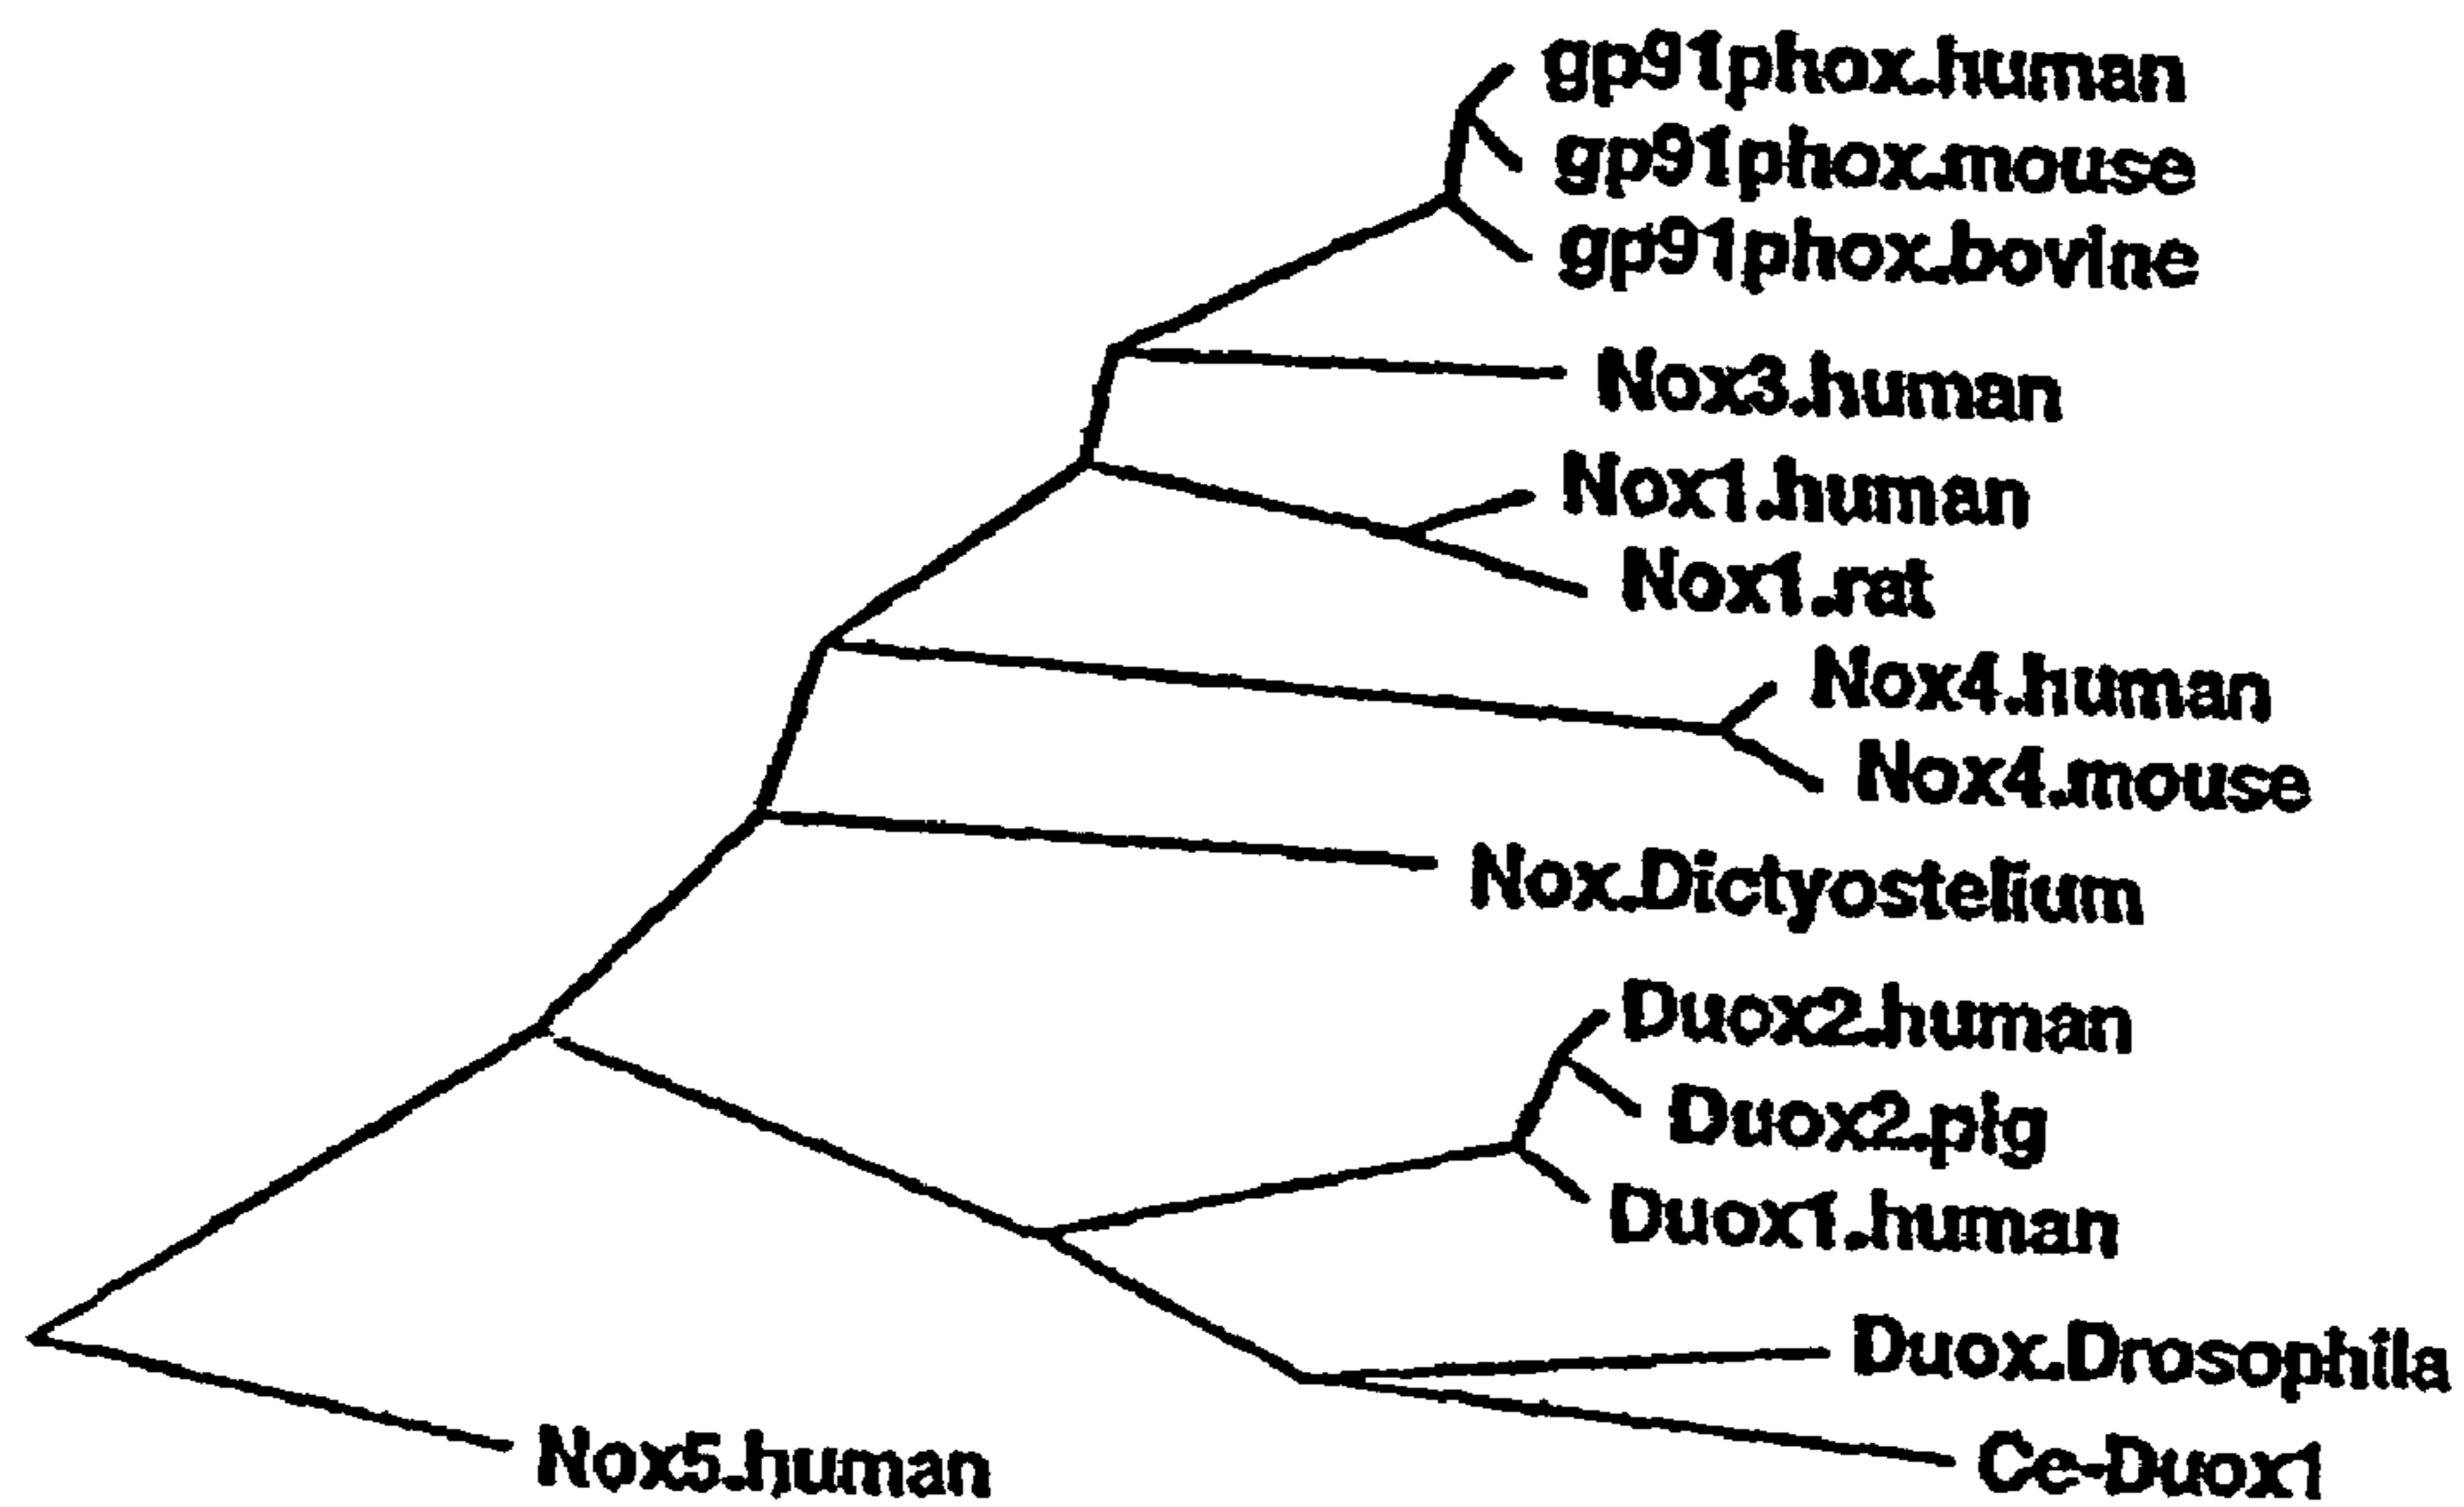 gp91phox.human
gp91phox.mouse
gp91phox.bovine
Nox3.human
Nox1.human
Nox1.rat
Nox4.human
Nox4.mouse
Nox.Dictyostelium
Duox2.human
Duox2.pig
Duox1.human
Duox.Drosophila
Ce-Duox1
Nox5.human